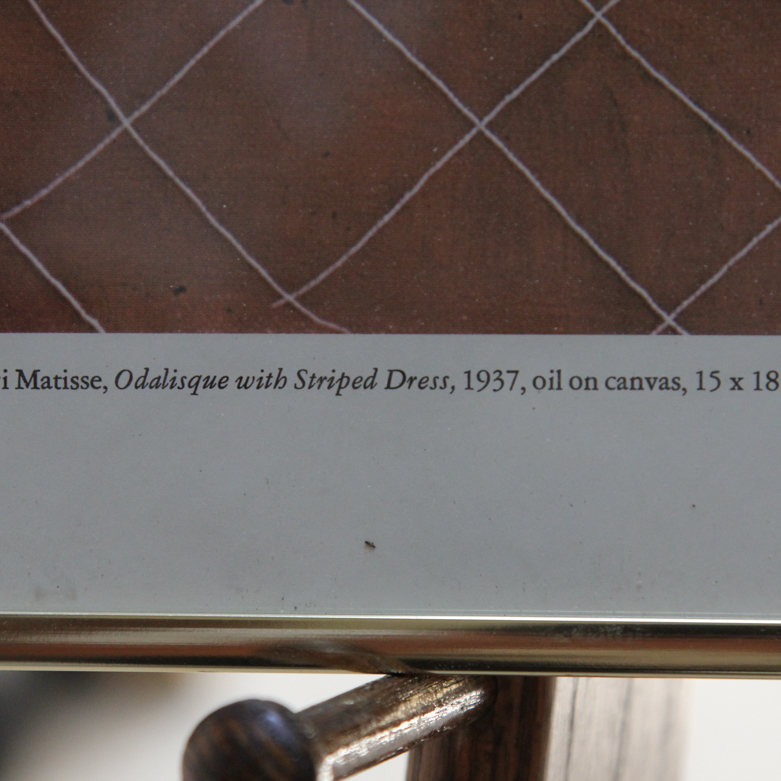 i Matisse, Odalisque with Striped Dress, 1937, oil on canvas, 15 x 18